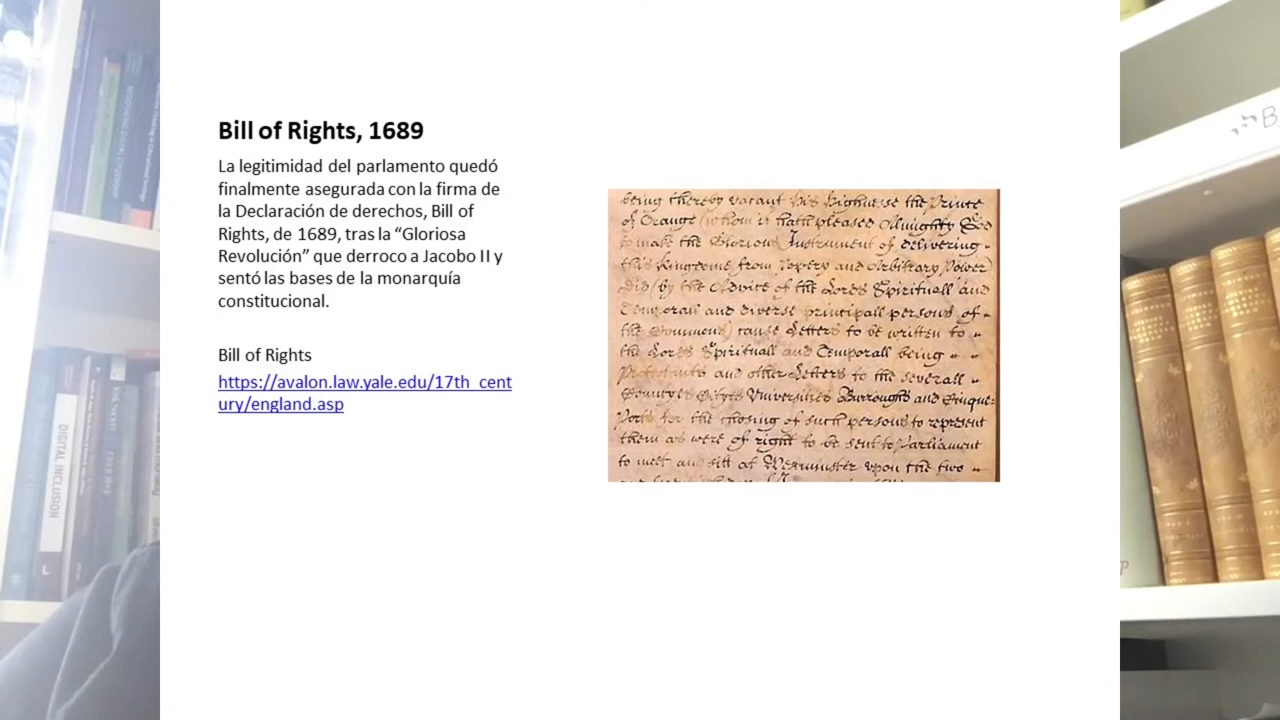 Bill of Rights, 1689
La legitimidad del parlamento quedó
finalmente asegurada con la firma de
la Declaración de derechos, Bill of
Rights, de 1689, tras la “Gloriosa
Revolución” que derroco a Jacobo II y
sentó las bases de la monarquía
constitucional.
Bill of Rights
https://avalon.law.yale.edu/17th_cent
ury/england.asp
being thereby vacant His Highnesse the Prince
of Orange (whom it hath pleased Almighty God
to make the Glorious Instrument of delivering
this Kingdome from Popery and Arbitrary Power)
did (by the Advice of the Lords Spirituall and
Temporall and diverse principall persons of
the Commons) cause Letters to be written to
the Lords Spirituall and Temporall being
Protestants and other Letters to the severall
Countyes Cityes Universities Burroughs and Cinque
Ports for the chosing of such persons to represent
them as were of right to be sent to Parliament
to meet and sitt at Westminster upon the two
DIGITAL INCLUSION